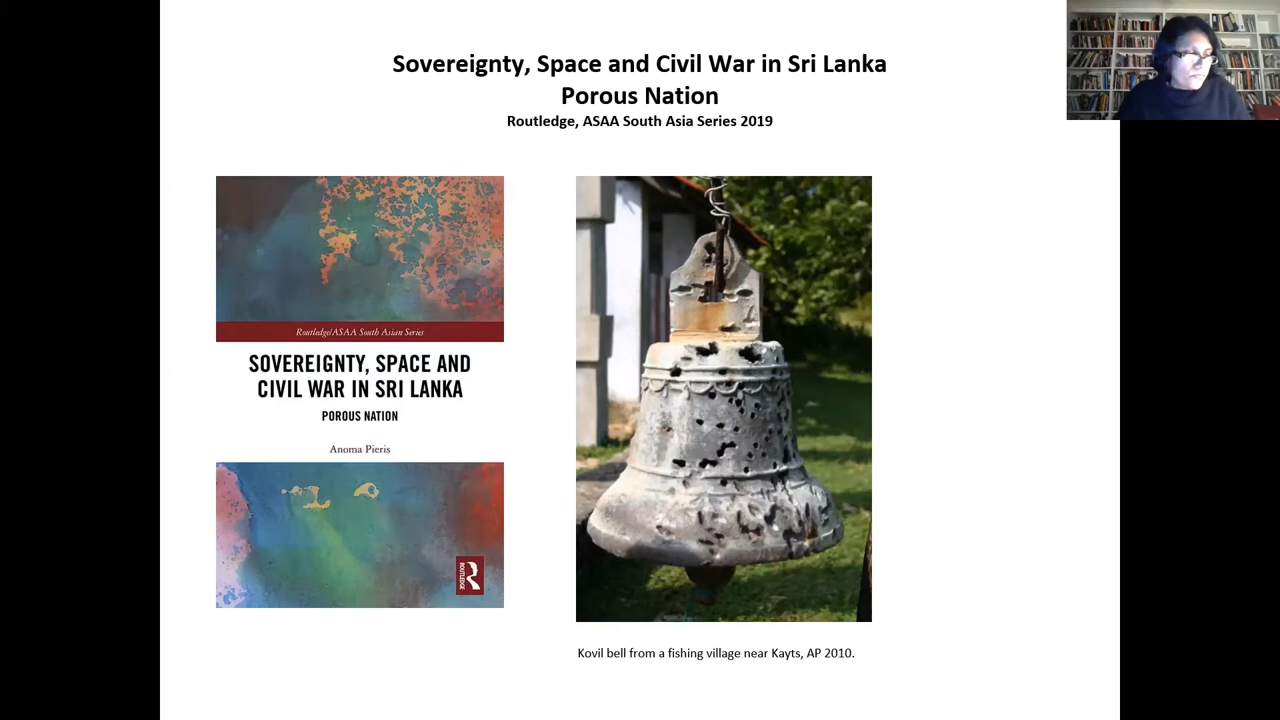 Sovereignty, Space and Civil War in Sri Lanka
Porous Nation
Routledge, ASAA South Asia Series 2019
Routledge/ASAA South Asian Series
SOVEREIGNTY, SPACE AND
CIVIL WAR IN SRI LANKA
POROUS NATION
Anoma Pieris
ROUTLEDGE
Kovil bell from a fishing village near Kayts, AP 2010.